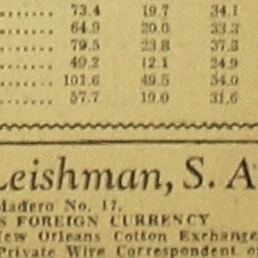 ....... 73.4 19.7 34.1
....... 64.9 20.0 33.3
....... 79.5 23.8 37.8
....... 49.2 12.1 24.9
....... 101.6 49.5 54.0
....... 57.7 19.0 31.6
Leishman, S. A
Madero No. 17.
S FOREIGN CURRENCY
New Orleans Cotton Exchange
Private Wire Correspondent of